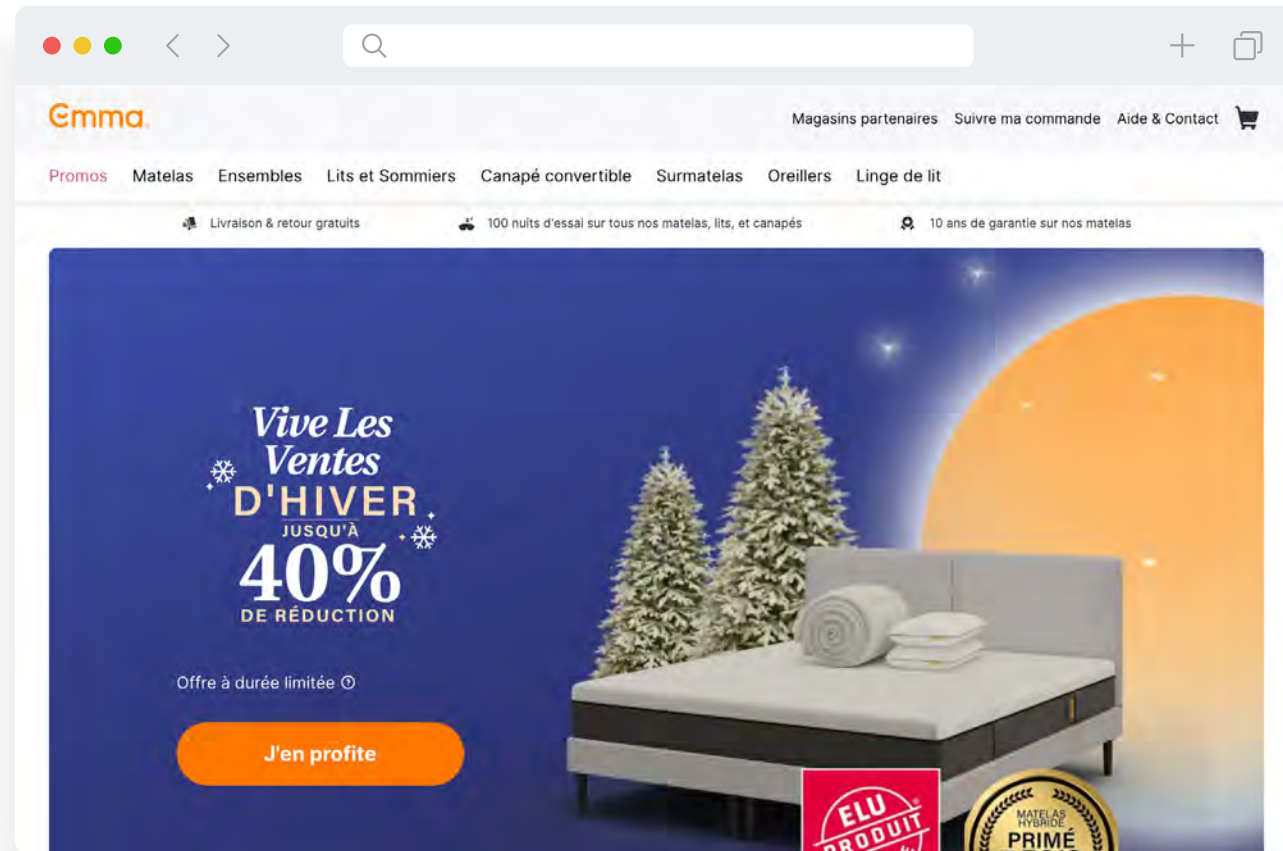 Emma
Magasins partenaires Suivre ma commande Aide & Contact
Promos Matelas Ensembles Lits et Sommiers Canapé convertible Surmatelas Oreillers Linge de lit
Livraison & retour gratuits 100 nuits d'essai sur tous nos matelas, lits, et canapés 10 ans de garantie sur nos matelas
Vive Les
Ventes
D'HIVER
JUSQU'À
40%
DE RÉDUCTION
Offre à durée limitée
J'en profite
ELU
PRODUIT
MATELAS
HYBRIDE
PRIMÉ